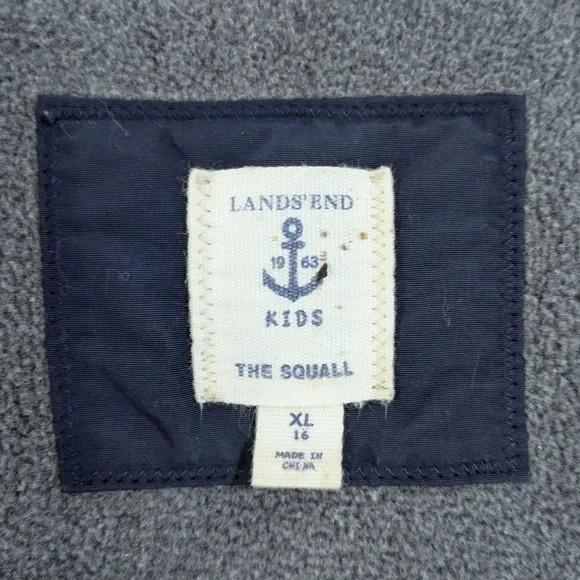 LANDS' END
19 63
KIDS
THE SQUALL
XL
16
MADE IN
CHINA